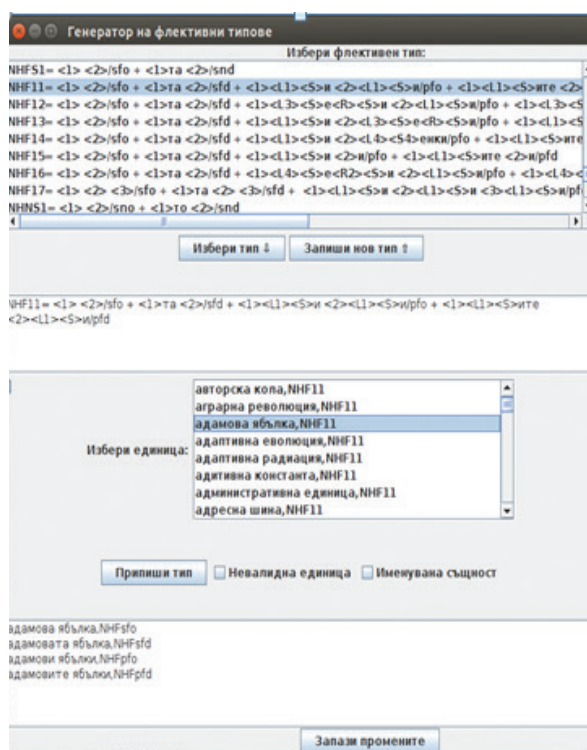 Генератор на флективни типове
Избери флективен тип:
NHFS1= <1> <2>/sfo + <1>та <2>/snd
NHF11= <1> <2>/sfo + <1>та <2>/sfd + <1><L1><S>и <2><L1><S>и/pfo + <1><L1><S>ите <2>
NHF12= <1> <2>/sfo + <1>та <2>/sfd + <1><L3><S>е<R><S>и <2><L1><S>и/pfo + <1><L3><S
NHF13= <1> <2>/sfo + <1>та <2>/sfd + <1><L1><S>и <2><L3><S>е<R><S>и/pfo + <1><L1><S
NHF14= <1> <2>/sfo + <1>та <2>/sfd + <1><L1><S>и <2><L4><S4>енки/pfo + <1><L1><S>ите
NHF15= <1> <2>/sfo + <1>та <2>/sfd + <1><L1><S>и <2>и/pfo + <1><L1><S>ите <2>и/pfd
NHF16= <1> <2>/sfo + <1>та <2>/sfd + <1><L4><S>е<R2><S>и <2><L1><S>и/pfo + <1><L4><
NHF17= <1> <2> <3>/sfo + <1>та <2> <3>/sfd + <1><L1><S>и <2><L1><S>и <3><L1><S>и/pf
NHNS1= <1> <2>/sno + <1>то <2>/snd
Избери тип ⇩ Запиши нов тип ⇧
NHF11= <1> <2>/sfo + <1>та <2>/sfd + <1><L1><S>и <2><L1><S>и/pfo + <1><L1><S>ите
<2><L1><S>и/pfd
авторска кола,NHF11
аграрна революция,NHF11
адамова ябълка,NHF11
адаптивна еволюция,NHF11
Избери единица:
адаптивна радиация,NHF11
адитивна константа,NHF11
административна единица,NHF11
адресна шина,NHF11
Припиши тип Невалидна единица Именувана същност
адамова ябълка,NHFsfo
адамовата ябълка,NHFsfd
адамови ябълки,NHFpfo
адамовите ябълки,NHFpfd
Запази промените